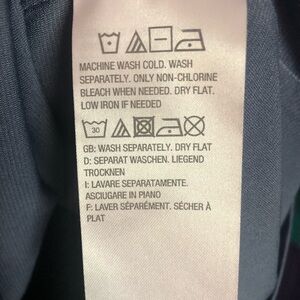 MACHINE WASH COLD. WASH
SEPARATELY. ONLY NON-CHLORINE
BLEACH WHEN NEEDED. DRY FLAT.
LOW IRON IF NEEDED
30
GB: WASH SEPARATELY. DRY FLAT
D: SEPARAT WASCHEN. LIEGEND
TROCKNEN
I: LAVARE SEPARATAMENTE.
ASCIUGARE IN PIANO
F: LAVER SÉPARÉMENT. SÉCHER À
PLAT